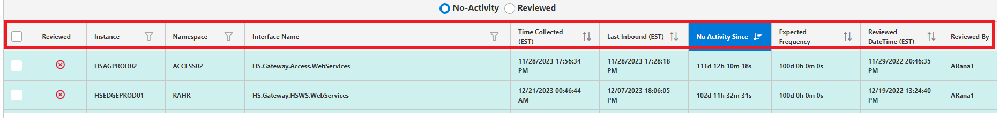 No-Activity Reviewed
Reviewed Instance Namespace Interface Name Time Collected (EST) Last Inbound (EST) No Activity Since Expected Frequency Reviewed DateTime (EST) Reviewed By
HSAGPROD02 ACCESS02 HS.Gateway.Access.WebServices 11/28/2023 17:56:34 PM 11/28/2023 17:28:18 PM 111d 12h 10m 18s 100d 0h 0m 0s 11/29/2022 20:46:35 PM ARana1
HSEDGEPROD01 RAHR HS.Gateway.HSWS.WebServices 12/21/2023 00:46:44 AM 12/07/2023 18:06:05 PM 102d 11h 32m 31s 100d 0h 0m 0s 12/19/2022 13:24:40 PM ARana1